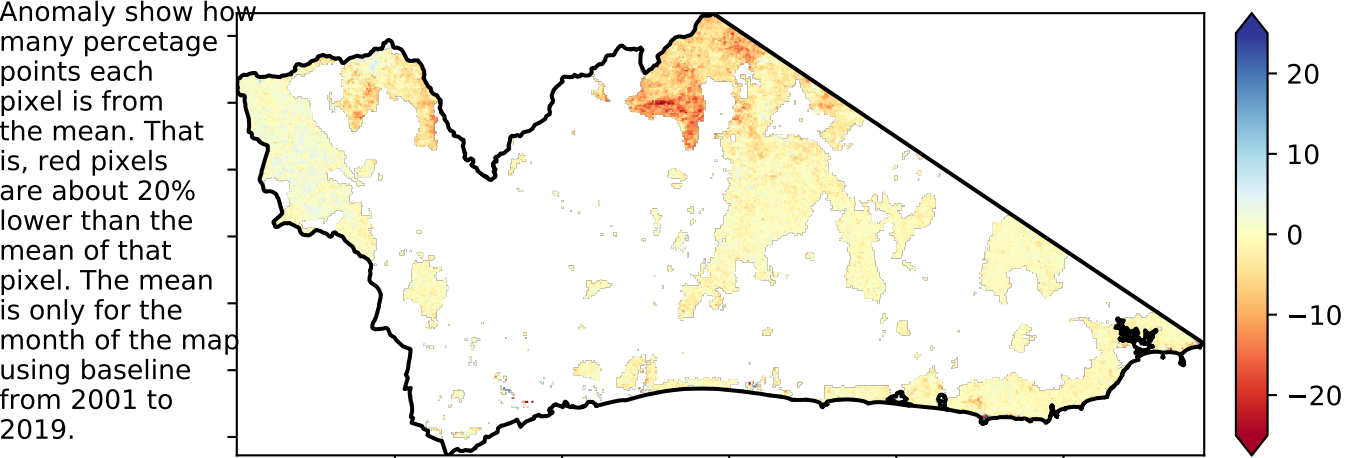 Anomaly show how
many percetage
points each
pixel is from
the mean. That
is, red pixels
are about 20%
lower than the
mean of that
pixel. The mean
is only for the
month of the map
using baseline
from 2001 to
2019.
20
10
0
−10
−20